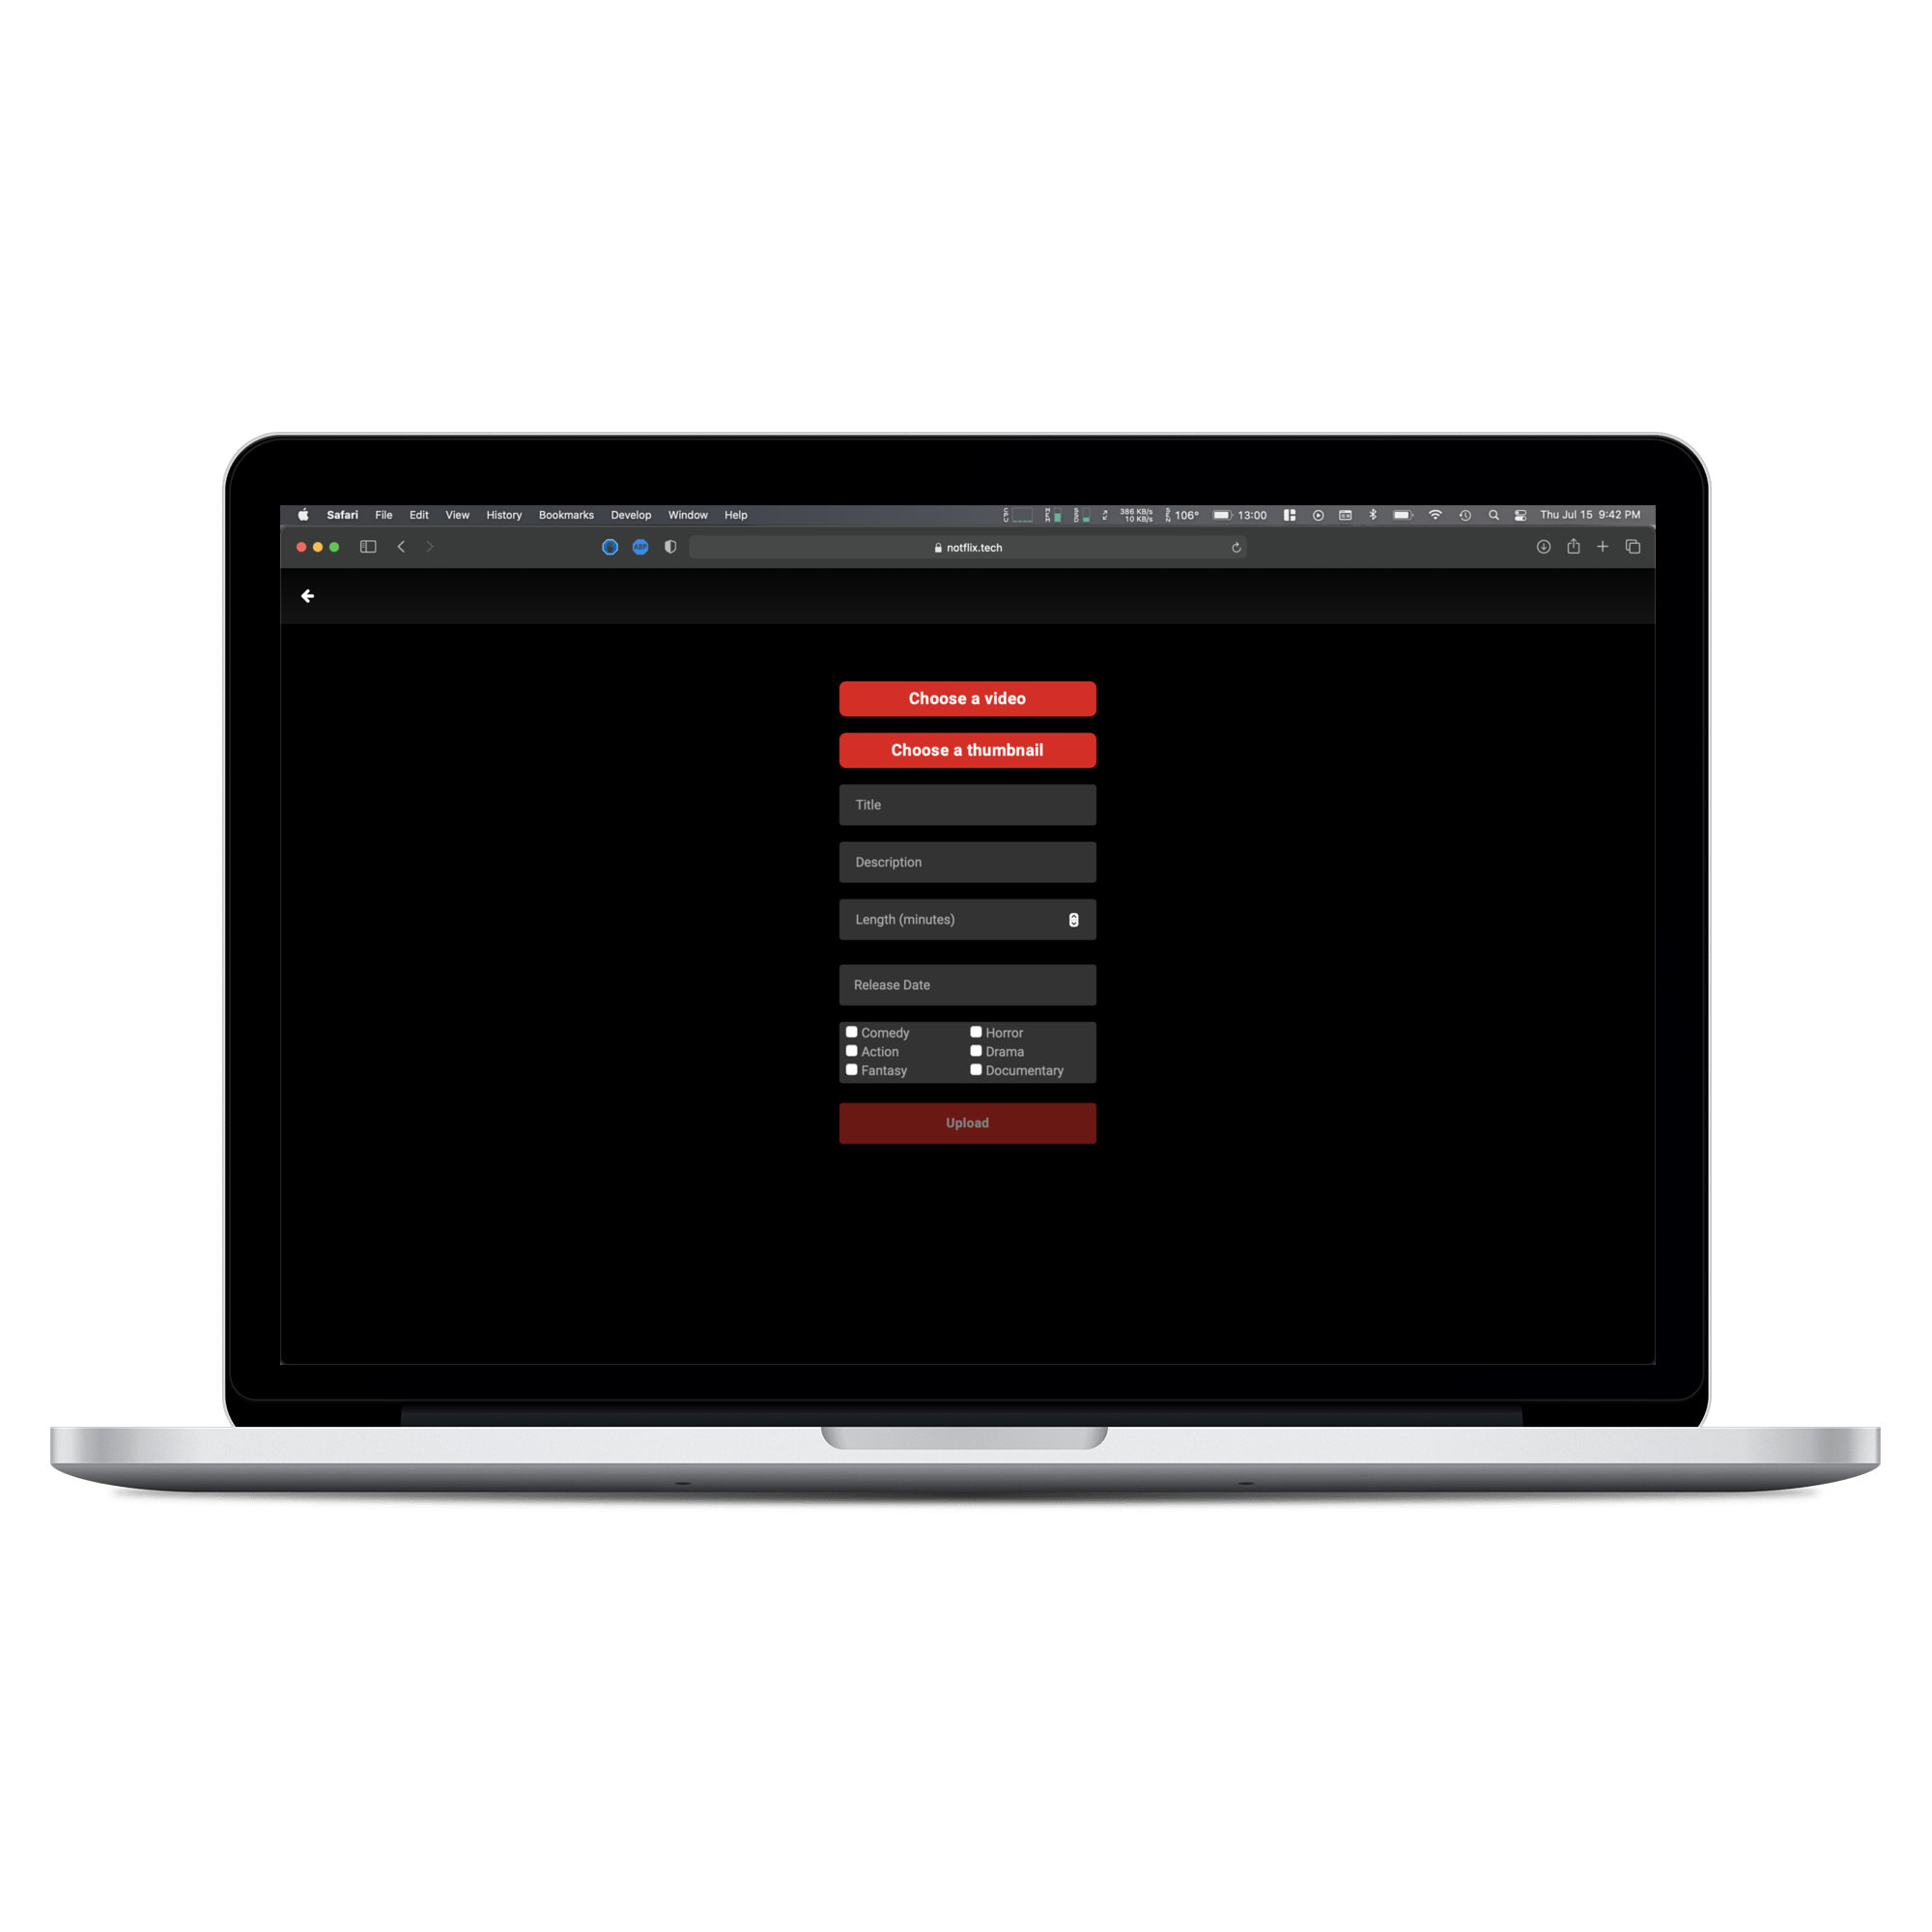 Safari File Edit View History Bookmarks Develop Window Help 386 KB/s 10 KB/s 106° 13:00 Thu Jul 15 9:42 PM
ABP notflix.tech
Choose a video
Choose a thumbnail
Title
Description
Length (minutes)
Release Date
Comedy Horror
Action Drama
Fantasy Documentary
Upload